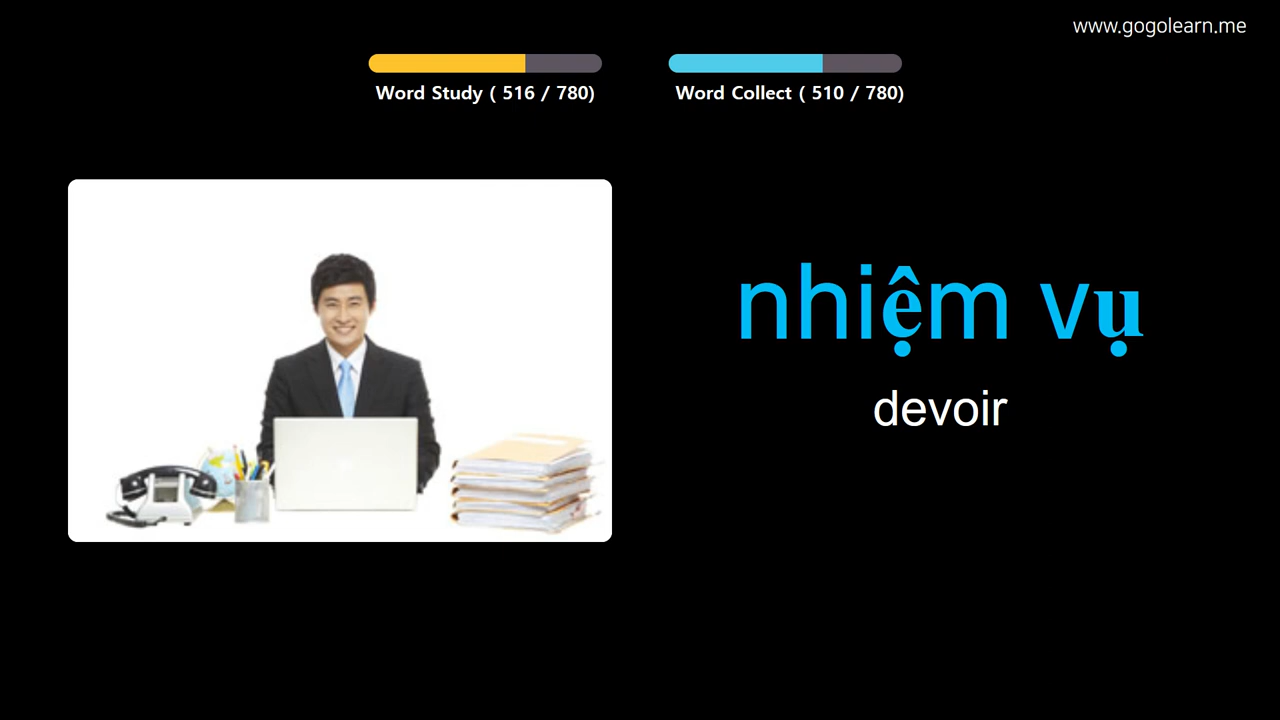 www.gogolearn.me
Word Study ( 516 / 780)
Word Collect ( 510 / 780)
nhiệm vụ
devoir